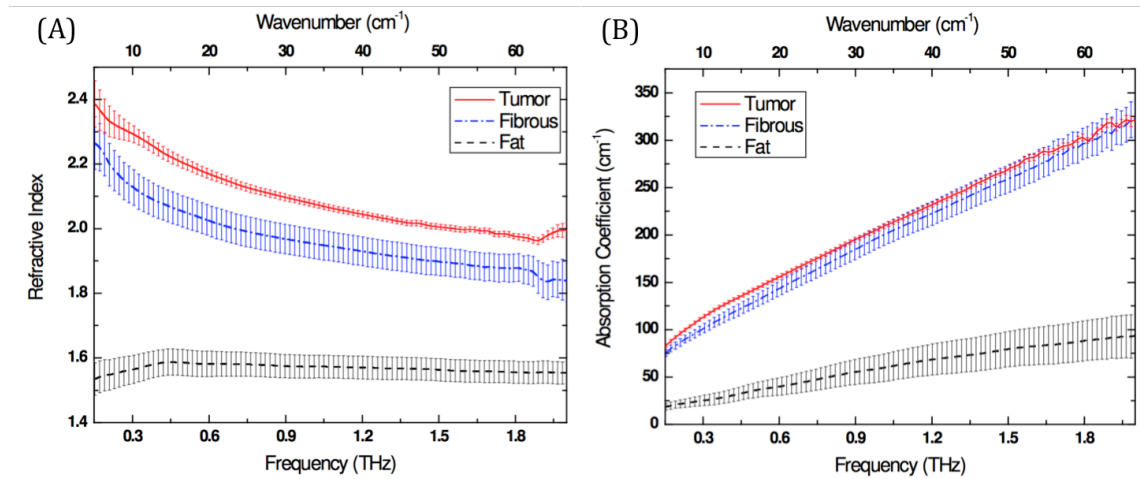 (A)
Wavenumber (cm⁻¹)
10 20 30 40 50 60
2.4
2.2
2.0
1.8
1.6
1.4
Refractive Index
Tumor
Fibrous
Fat
0.3 0.6 0.9 1.2 1.5 1.8
Frequency (THz)
(B)
Wavenumber (cm⁻¹)
10 20 30 40 50 60
350
300
250
200
150
100
50
0
Absorption Coefficient (cm⁻¹)
Tumor
Fibrous
Fat
0.3 0.6 0.9 1.2 1.5 1.8
Frequency (THz)